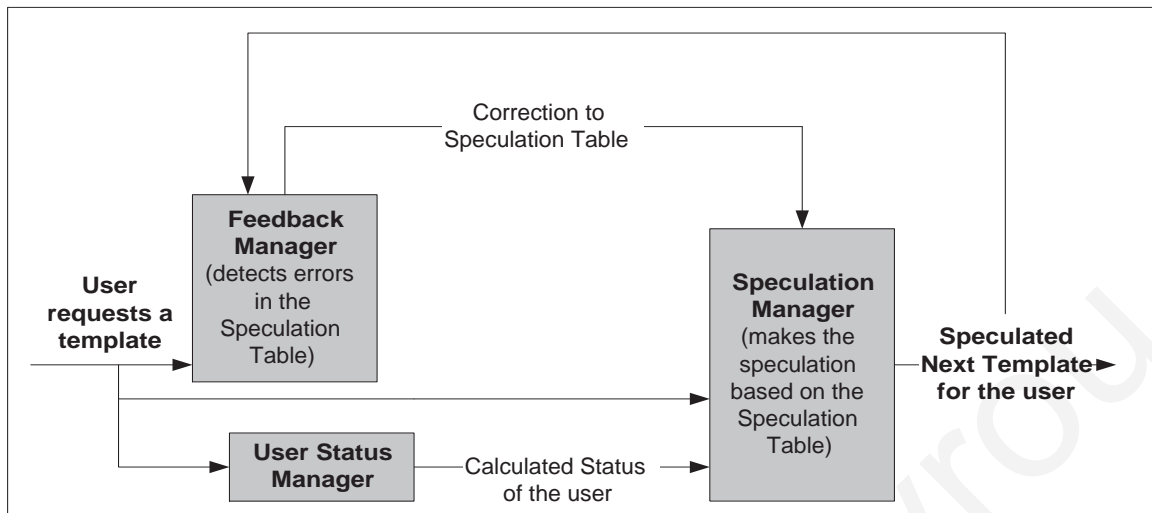 Correction to
Speculation Table
Feedback
Manager
(detects errors
in the
Speculation
Table)
User
requests a
template
Speculation
Manager
(makes the
speculation
based on the
Speculation
Table)
Speculated
Next Template
for the user
User Status
Manager
Calculated Status
of the user